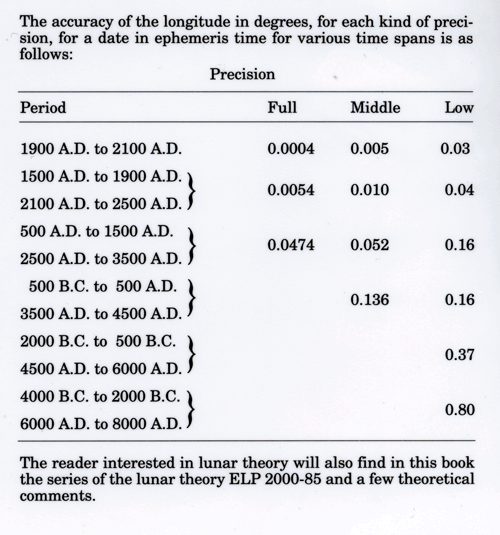 The accuracy of the longitude in degrees, for each kind of preci-
sion, for a date in ephemeris time for various time spans is as
follows:
Precision
Period Full Middle Low
1900 A.D. to 2100 A.D. 0.0004 0.005 0.03
1500 A.D. to 1900 A.D.
0.0054 0.010 0.04
2100 A.D. to 2500 A.D.
500 A.D. to 1500 A.D.
0.0474 0.052 0.16
2500 A.D. to 3500 A.D.
500 B.C. to 500 A.D.
0.136 0.16
3500 A.D. to 4500 A.D.
2000 B.C. to 500 B.C.
0.37
4500 A.D. to 6000 A.D.
4000 B.C. to 2000 B.C.
0.80
6000 A.D. to 8000 A.D.
The reader interested in lunar theory will also find in this book
the series of the lunar theory ELP 2000-85 and a few theoretical
comments.